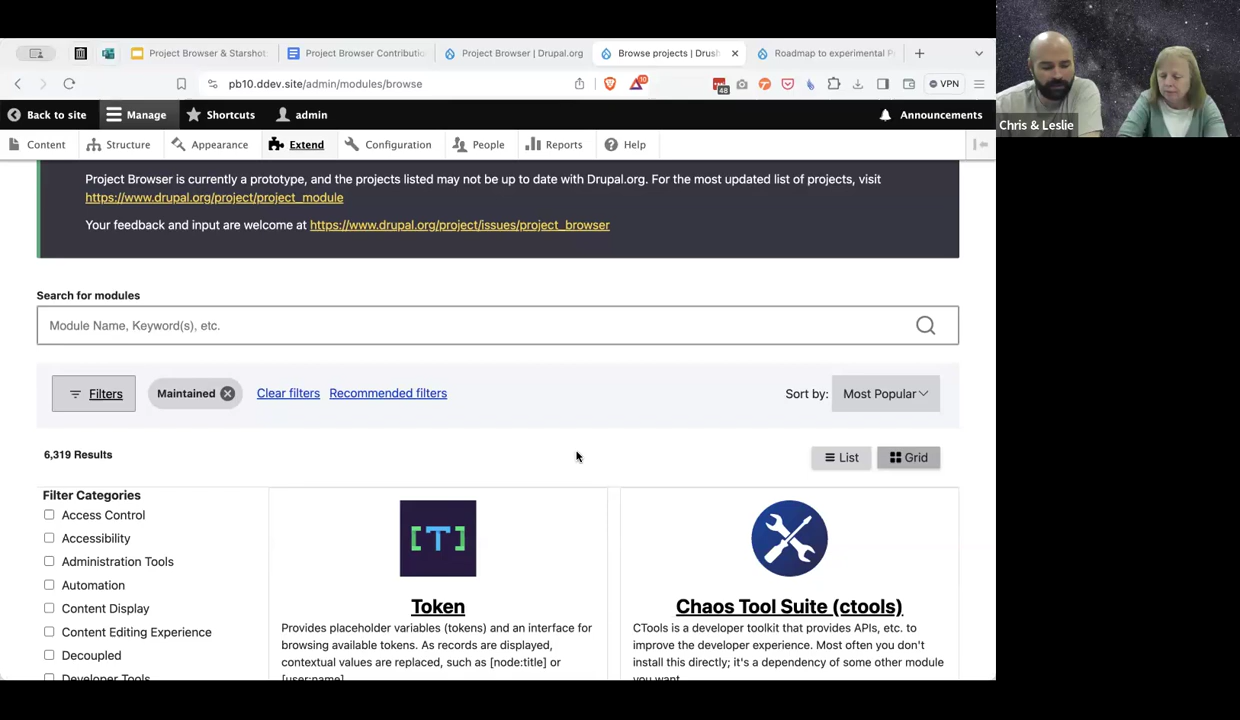 Project Browser & Starshot:
Project Browser Contributio
Project Browser | Drupal.org
Browse projects | Drush
Roadmap to experimental P
pb10.ddev.site/admin/modules/browse
48
10
VPN
Back to site
Manage
Shortcuts
admin
Announcements
Content
Structure
Appearance
Extend
Configuration
People
Reports
Help
Project Browser is currently a prototype, and the projects listed may not be up to date with Drupal.org. For the most updated list of projects, visit
https://www.drupal.org/project/project_module
Your feedback and input are welcome at https://www.drupal.org/project/issues/project_browser
Search for modules
Module Name, Keyword(s), etc.
Filters
Maintained
Clear filters
Recommended filters
Sort by:
Most Popular
6,319 Results
List
Grid
Filter Categories
Access Control
Accessibility
Administration Tools
Automation
Content Display
Content Editing Experience
Decoupled
Developer Tools
[T]
Token
Provides placeholder variables (tokens) and an interface for
browsing available tokens. As records are displayed,
contextual values are replaced, such as [node:title] or
[user:name]
Chaos Tool Suite (ctools)
CTools is a developer toolkit that provides APIs, etc. to
improve the developer experience. Most often you don't
install this directly; it's a dependency of some other module
you want.
Chris & Leslie